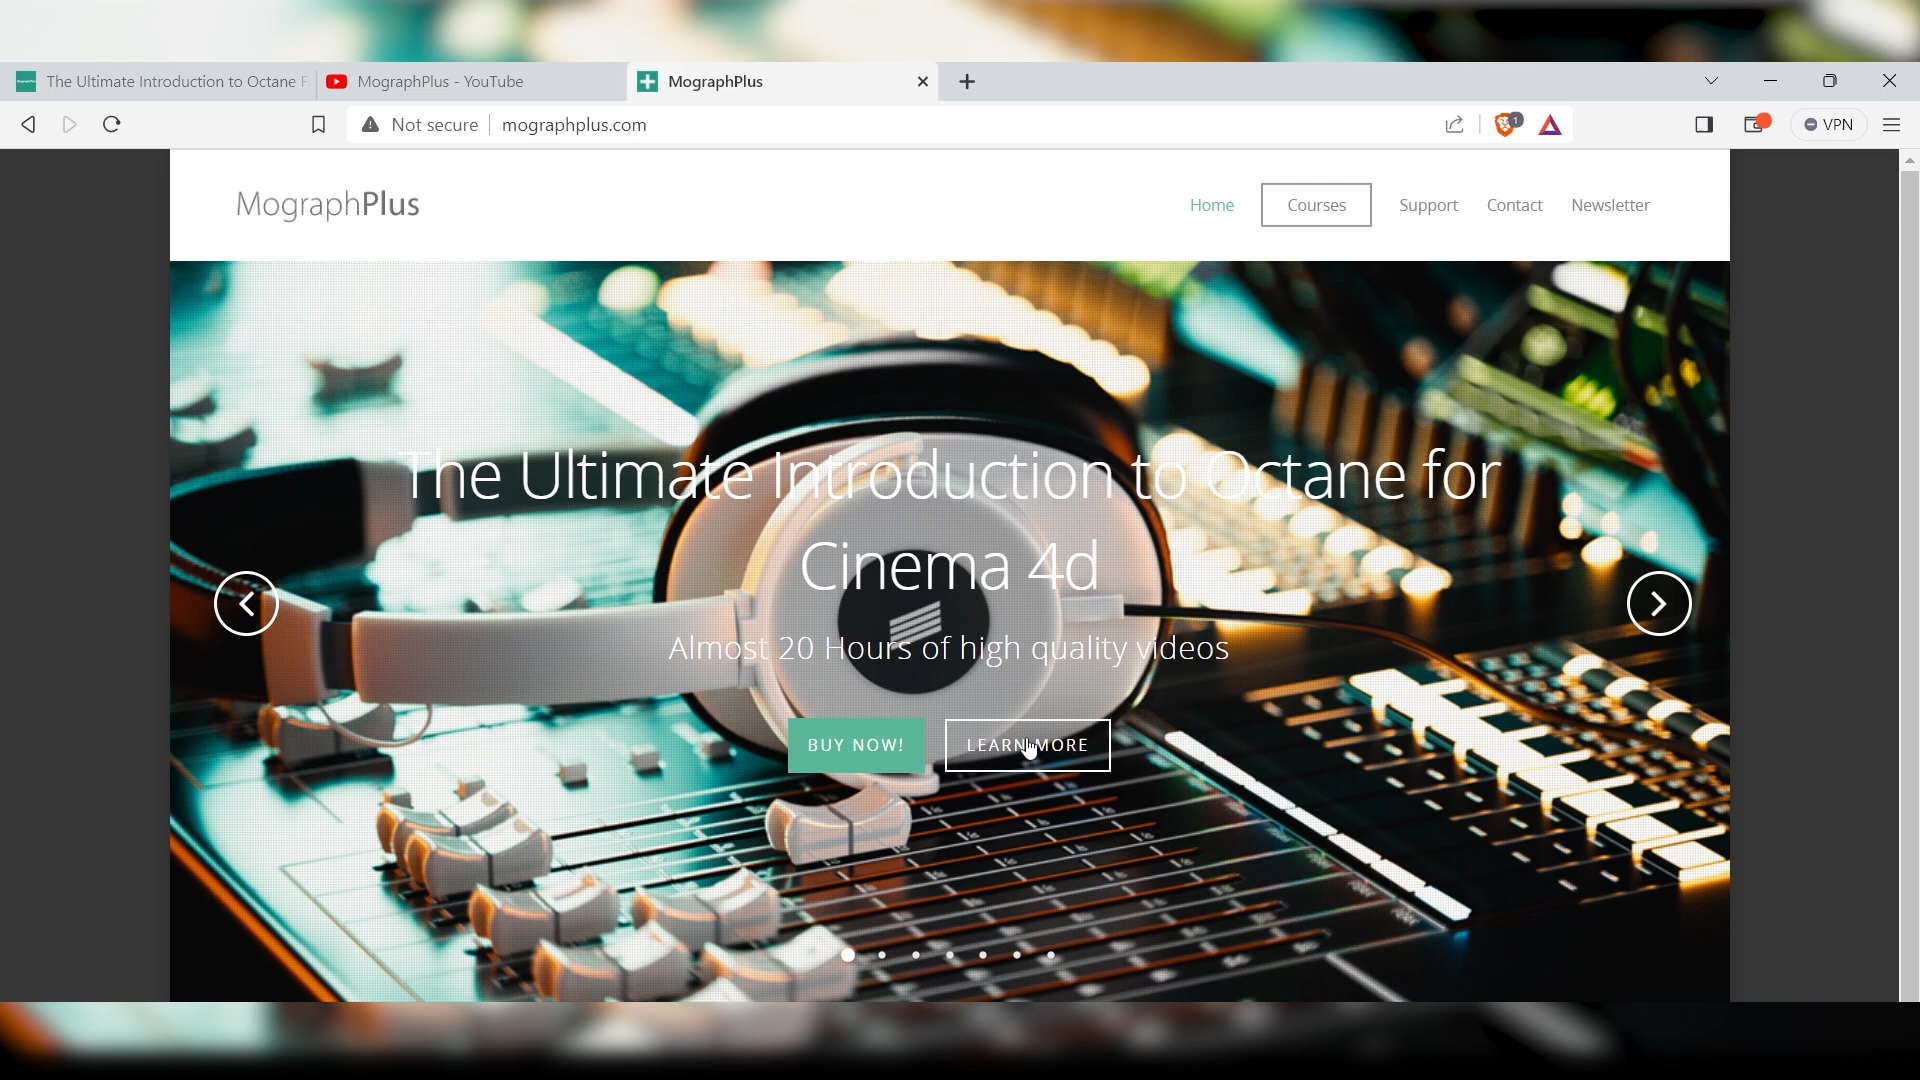 The Ultimate Introduction to Octane F
MographPlus - YouTube
MographPlus
Not secure
mographplus.com
1
VPN
MographPlus
Home
Courses
Support
Contact
Newsletter
The Ultimate Introduction to Octane for
Cinema 4d
Almost 20 Hours of high quality videos
BUY NOW!
LEARN MORE